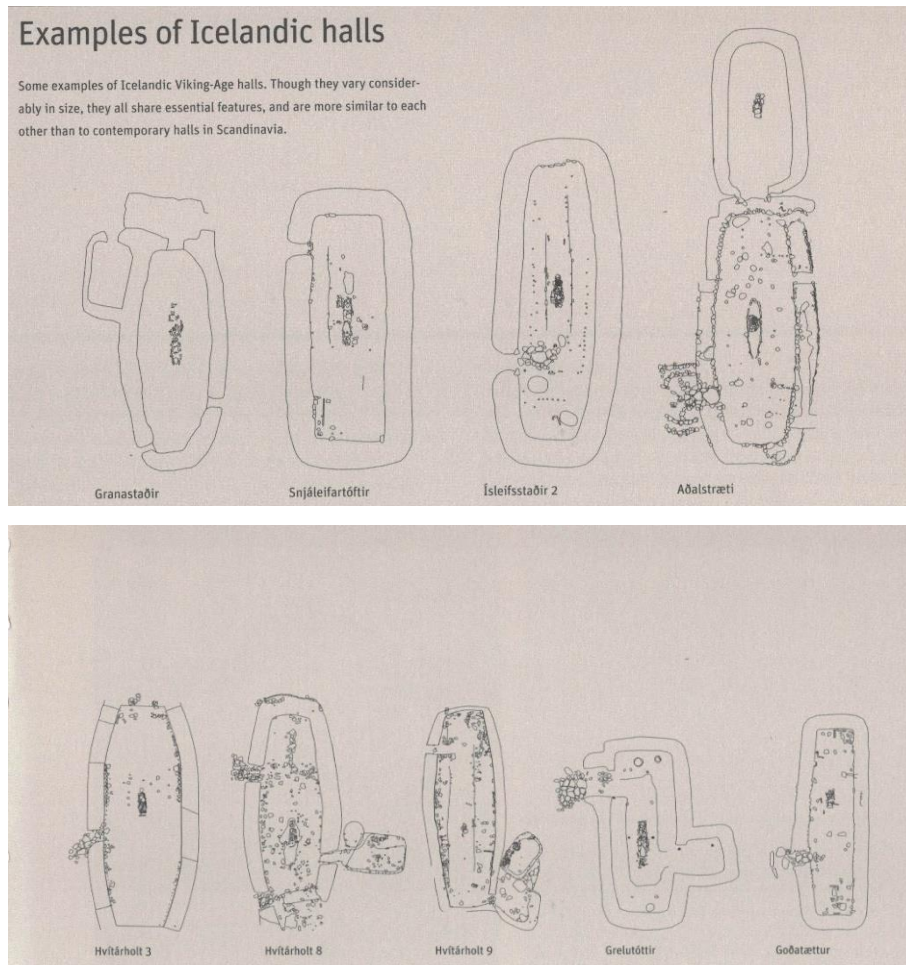 Examples of Icelandic halls
Some examples of Icelandic Viking-Age halls. Though they vary consider-
ably in size, they all share essential features, and are more similar to each
other than to contemporary halls in Scandinavia.
Granastaðir
Snjáleifartóftir
Ísleifsstaðir 2
Aðalstræti
Hvítárholt 3
Hvítárholt 8
Hvítárholt 9
Grelutóttir
Goðatættur